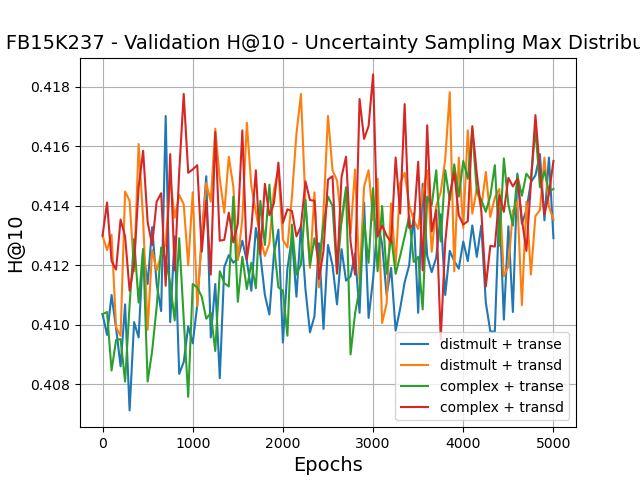 FB15K237 - Validation H@10 - Uncertainty Sampling Max Distribu
0.418
0.416
0.414
0.412
0.410
0.408
H@10
0
1000
2000
3000
4000
5000
Epochs
distmult + transe
distmult + transd
complex + transe
complex + transd